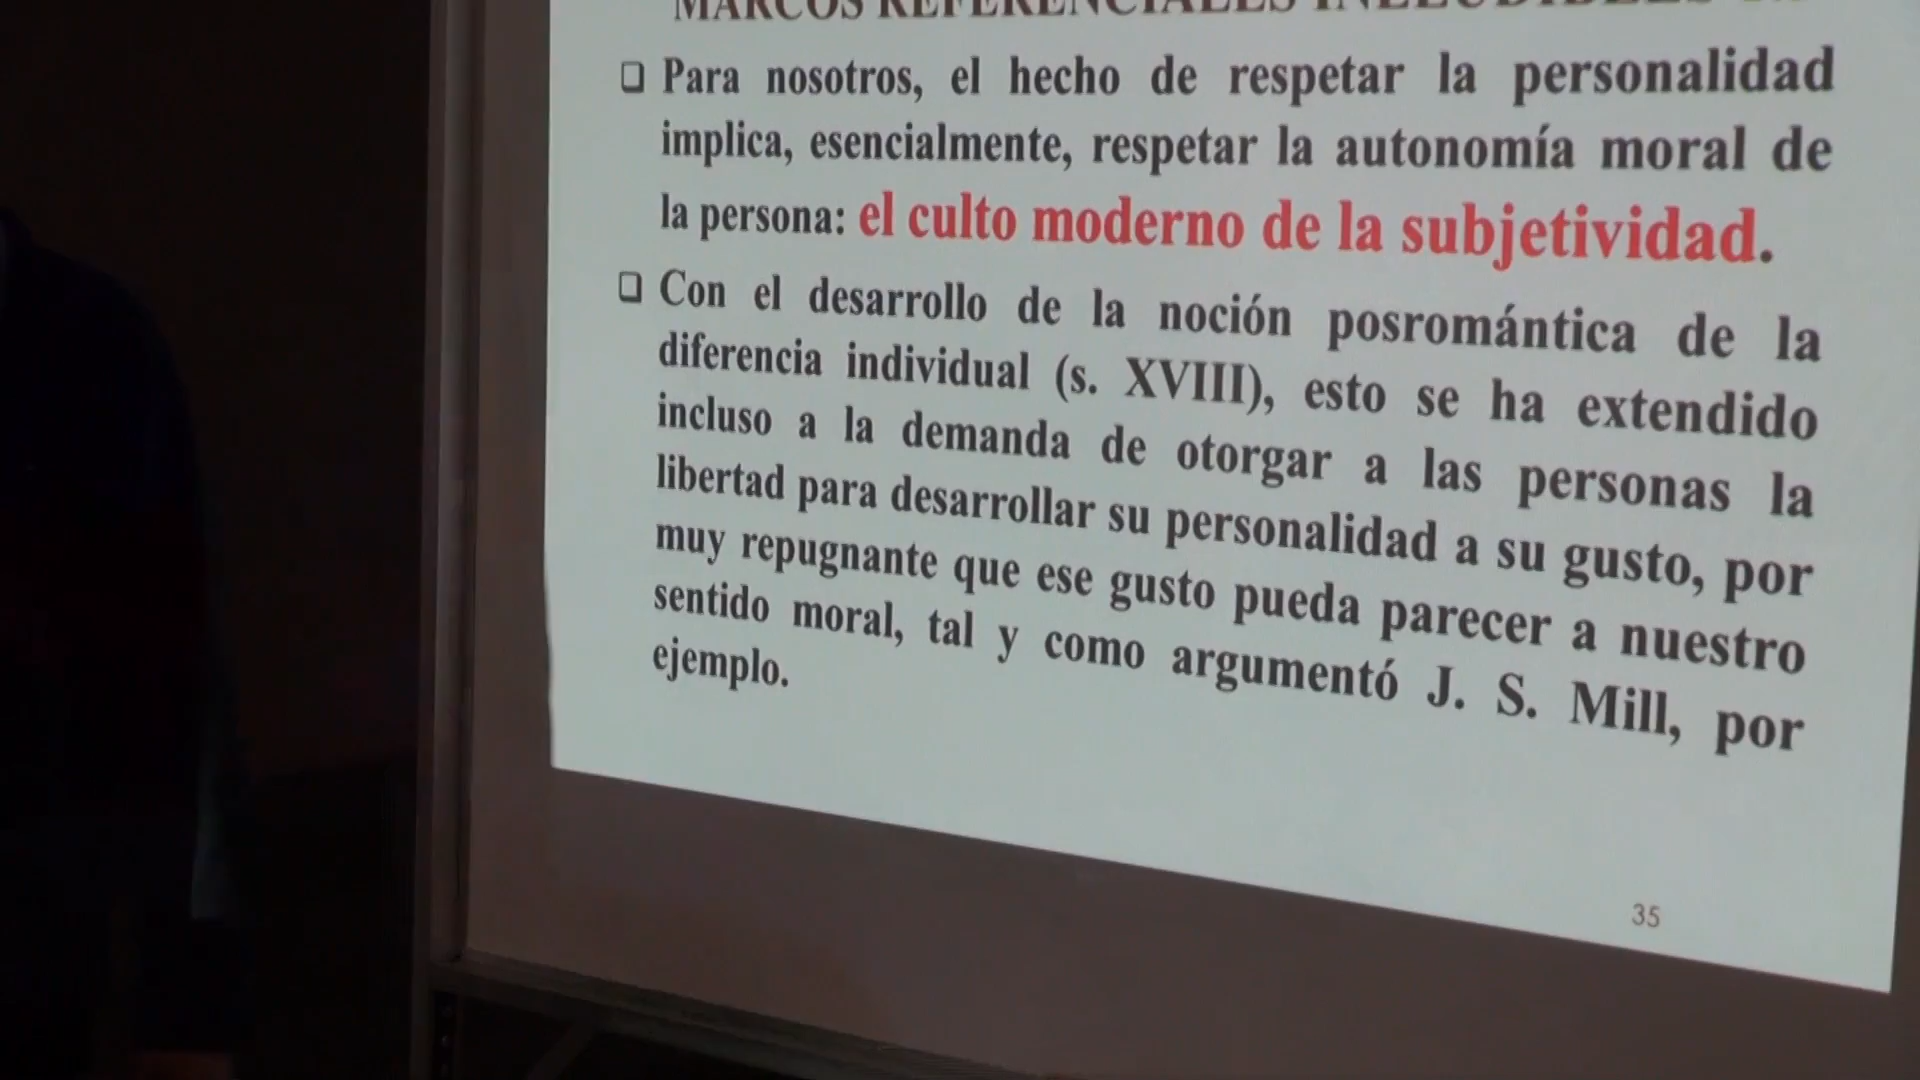 MARCOS REFERENCIALES INELUDIBLES
❑ Para nosotros, el hecho de respetar la personalidad
implica, esencialmente, respetar la autonomía moral de
la persona: el culto moderno de la subjetividad.
❑ Con el desarrollo de la noción posromántica de la
diferencia individual (s. XVIII), esto se ha extendido
incluso a la demanda de otorgar a las personas la
libertad para desarrollar su personalidad a su gusto, por
muy repugnante que ese gusto pueda parecer a nuestro
sentido moral, tal y como argumentó J. S. Mill, por
ejemplo.
35